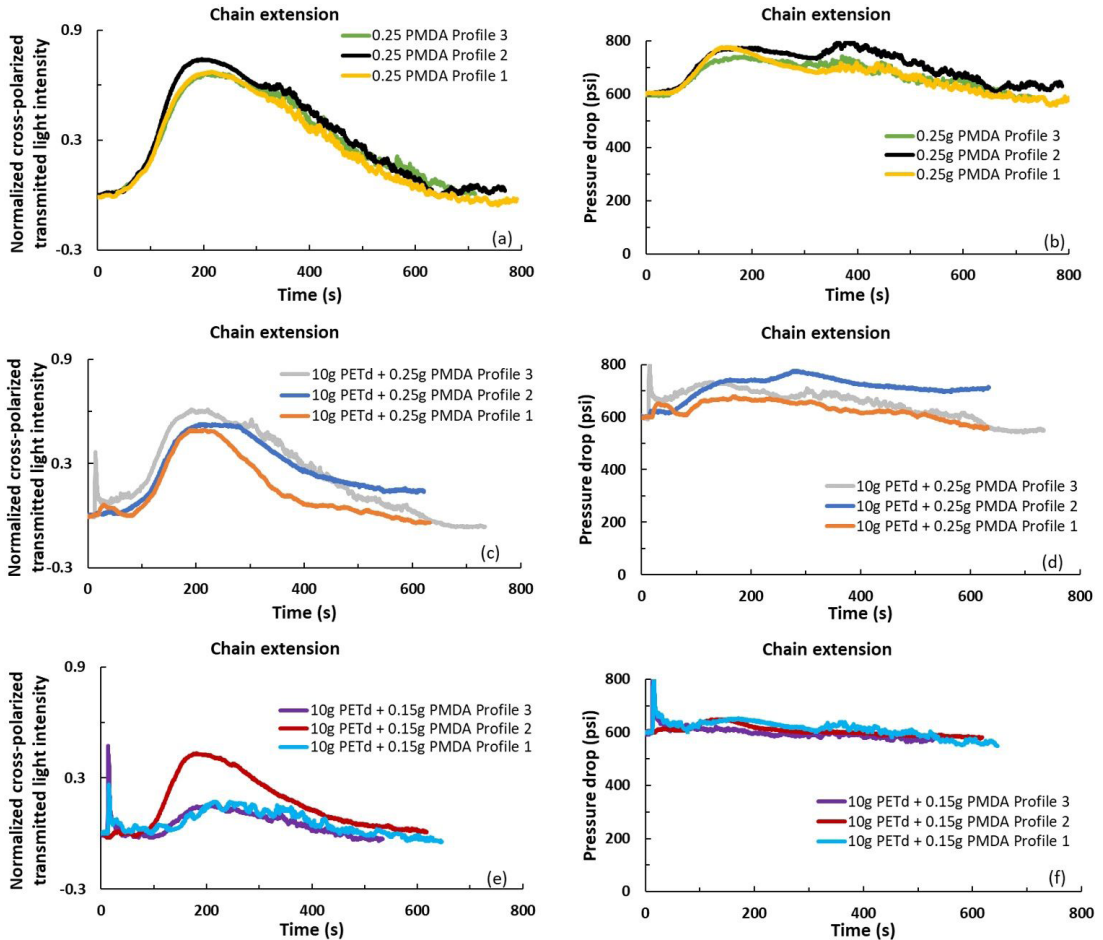 Chain extension
Normalized cross-polarized
transmitted light intensity
0.9
0.3
-0.3
0.25 PMDA Profile 3
0.25 PMDA Profile 2
0.25 PMDA Profile 1
(a)
0 200 400 600 800
Time (s)
Chain extension
Pressure drop (psi)
800
600
400
200
0
0.25g PMDA Profile 3
0.25g PMDA Profile 2
0.25g PMDA Profile 1
(b)
0 200 400 600 800
Time (s)
Chain extension
Normalized cross-polarized
transmitted light intensity
0.9
0.3
-0.3
10g PETd + 0.25g PMDA Profile 3
10g PETd + 0.25g PMDA Profile 2
10g PETd + 0.25g PMDA Profile 1
(c)
0 200 400 600 800
Time (s)
Chain extension
Pressure drop (psi)
800
600
400
200
0
10g PETd + 0.25g PMDA Profile 3
10g PETd + 0.25g PMDA Profile 2
10g PETd + 0.25g PMDA Profile 1
(d)
0 200 400 600 800
Time (s)
Chain extension
Normalized cross-polarized
transmitted light intensity
0.9
0.3
-0.3
10g PETd + 0.15g PMDA Profile 3
10g PETd + 0.15g PMDA Profile 2
10g PETd + 0.15g PMDA Profile 1
(e)
0 200 400 600 800
Time (s)
Chain extension
Pressure drop (psi)
800
600
400
200
0
10g PETd + 0.15g PMDA Profile 3
10g PETd + 0.15g PMDA Profile 2
10g PETd + 0.15g PMDA Profile 1
(f)
0 200 400 600 800
Time (s)